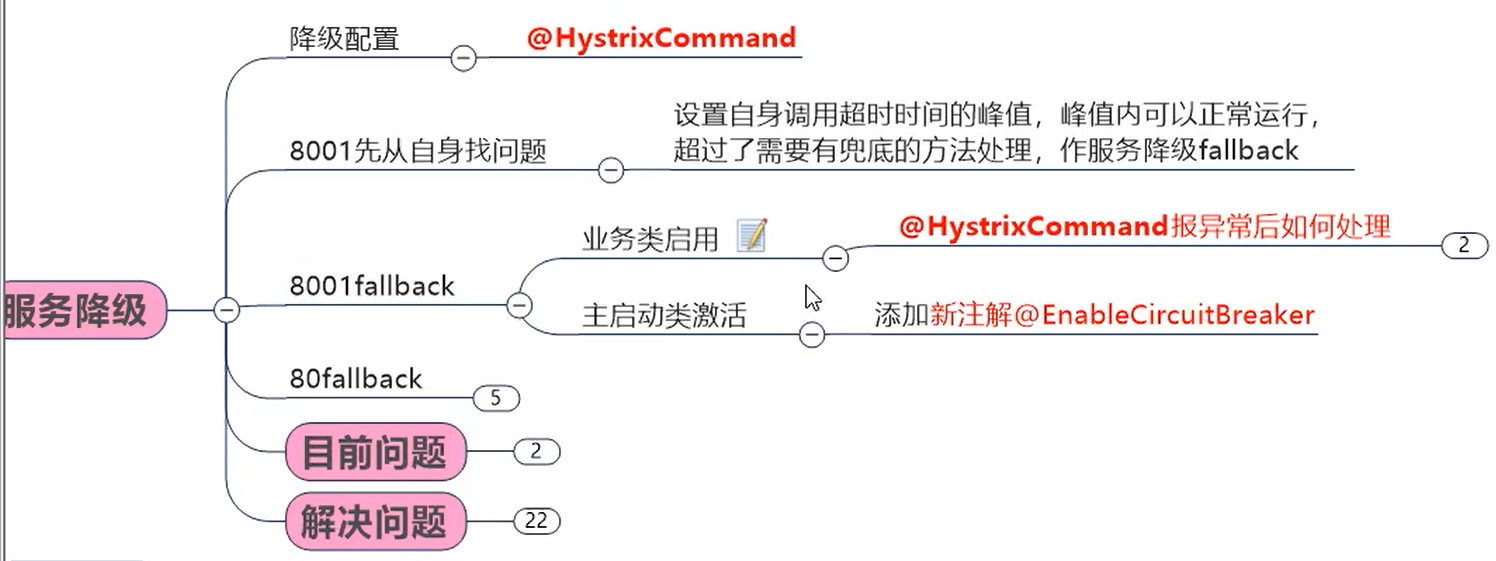 降级配置
@HystrixCommand
8001先从自身找问题
设置自身调用超时时间的峰值，峰值内可以正常运行，
超过了需要有兜底的方法处理，作服务降级fallback
服务降级
8001fallback
业务类启用
@HystrixCommand报异常后如何处理
2
主启动类激活
添加新注解@EnableCircuitBreaker
80fallback
5
目前问题
2
解决问题
22